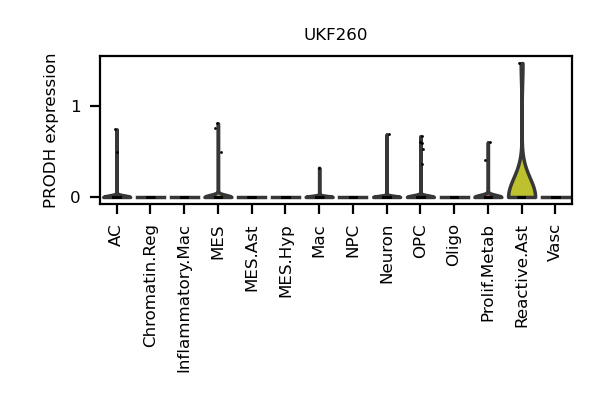 UKF260
PRODH expression
1
0
AC
Chromatin.Reg
Inflammatory.Mac
MES
MES.Ast
MES.Hyp
Mac
NPC
Neuron
OPC
Oligo
Prolif.Metab
Reactive.Ast
Vasc